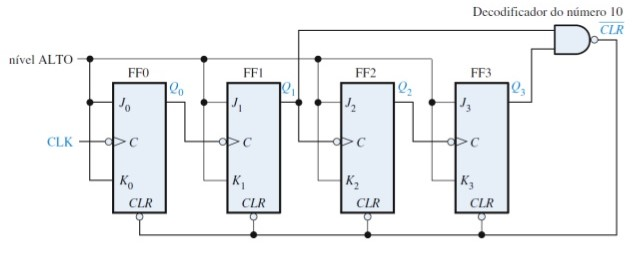 Decodificador do número 10
CLR
nível ALTO
FF0 FF1 FF2 FF3
Q0 Q1 Q2 Q3
J0 J1 J2 J3
CLK C C C C
K0 K1 K2 K3
CLR CLR CLR CLR